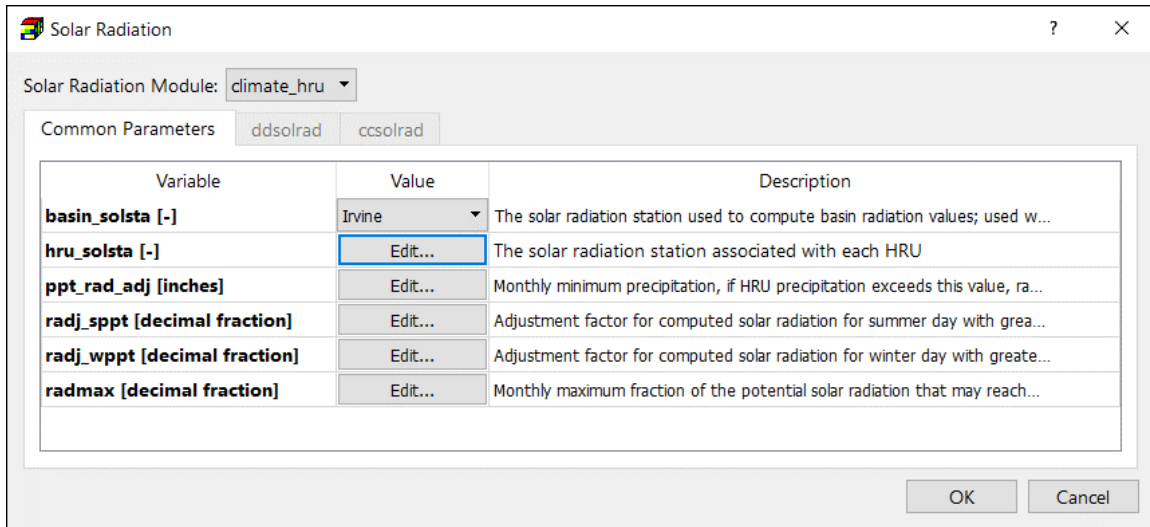 Solar Radiation ? ×
Solar Radiation Module: climate_hru
Common Parameters ddsolrad ccsolrad
Variable Value Description
basin_solsta [-] Irvine The solar radiation station used to compute basin radiation values; used w...
hru_solsta [-] Edit... The solar radiation station associated with each HRU
ppt_rad_adj [inches] Edit... Monthly minimum precipitation, if HRU precipitation exceeds this value, ra...
radj_sppt [decimal fraction] Edit... Adjustment factor for computed solar radiation for summer day with grea...
radj_wppt [decimal fraction] Edit... Adjustment factor for computed solar radiation for winter day with greate...
radmax [decimal fraction] Edit... Monthly maximum fraction of the potential solar radiation that may reach...
OK Cancel